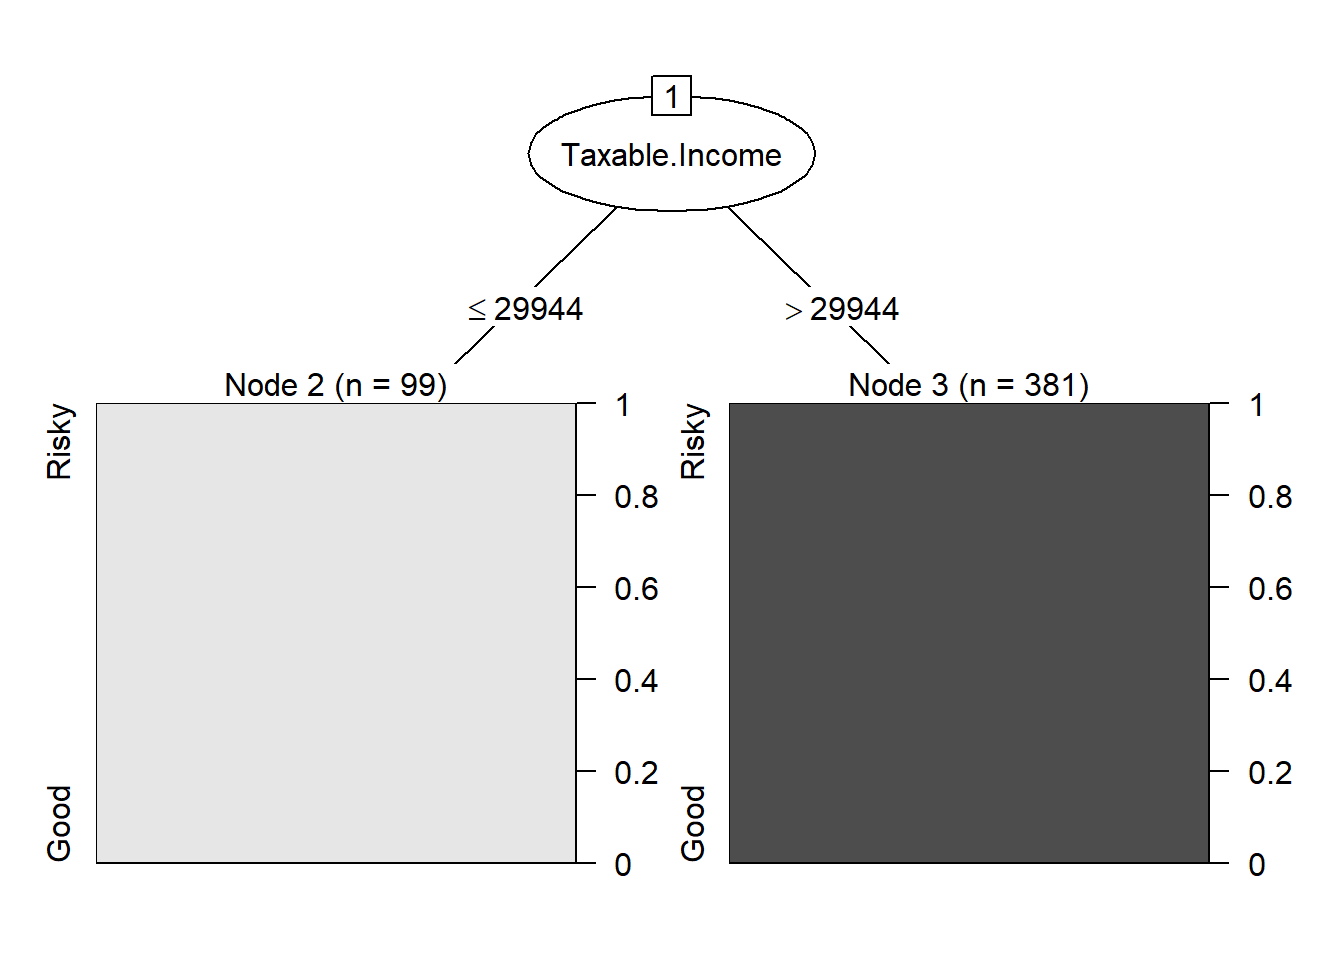 1
Taxable.Income
≤ 29944
> 29944
Node 2 (n = 99)
Risky
Good
1
0.8
0.6
0.4
0.2
0
Node 3 (n = 381)
Risky
Good
1
0.8
0.6
0.4
0.2
0